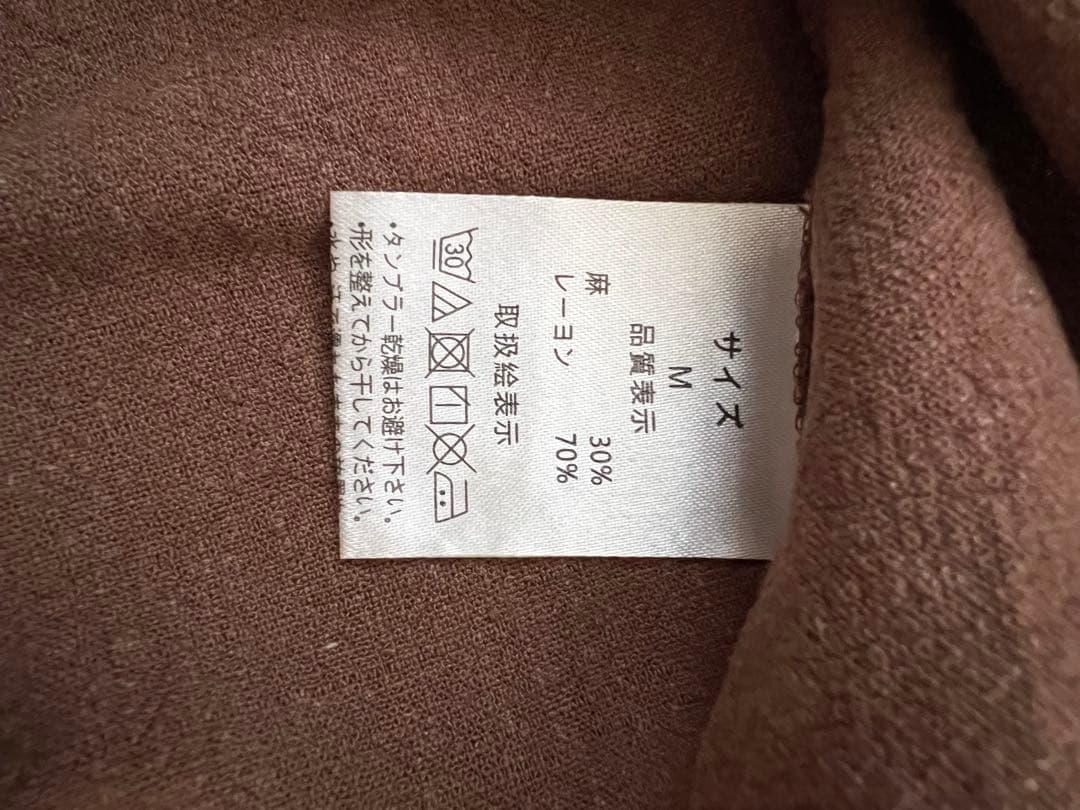 サイズ
M
品質表示
麻 30%
レーヨン 70%
取扱絵表示
30
・タンブラー乾燥はお避け下さい。
・形を整えてから干してください。